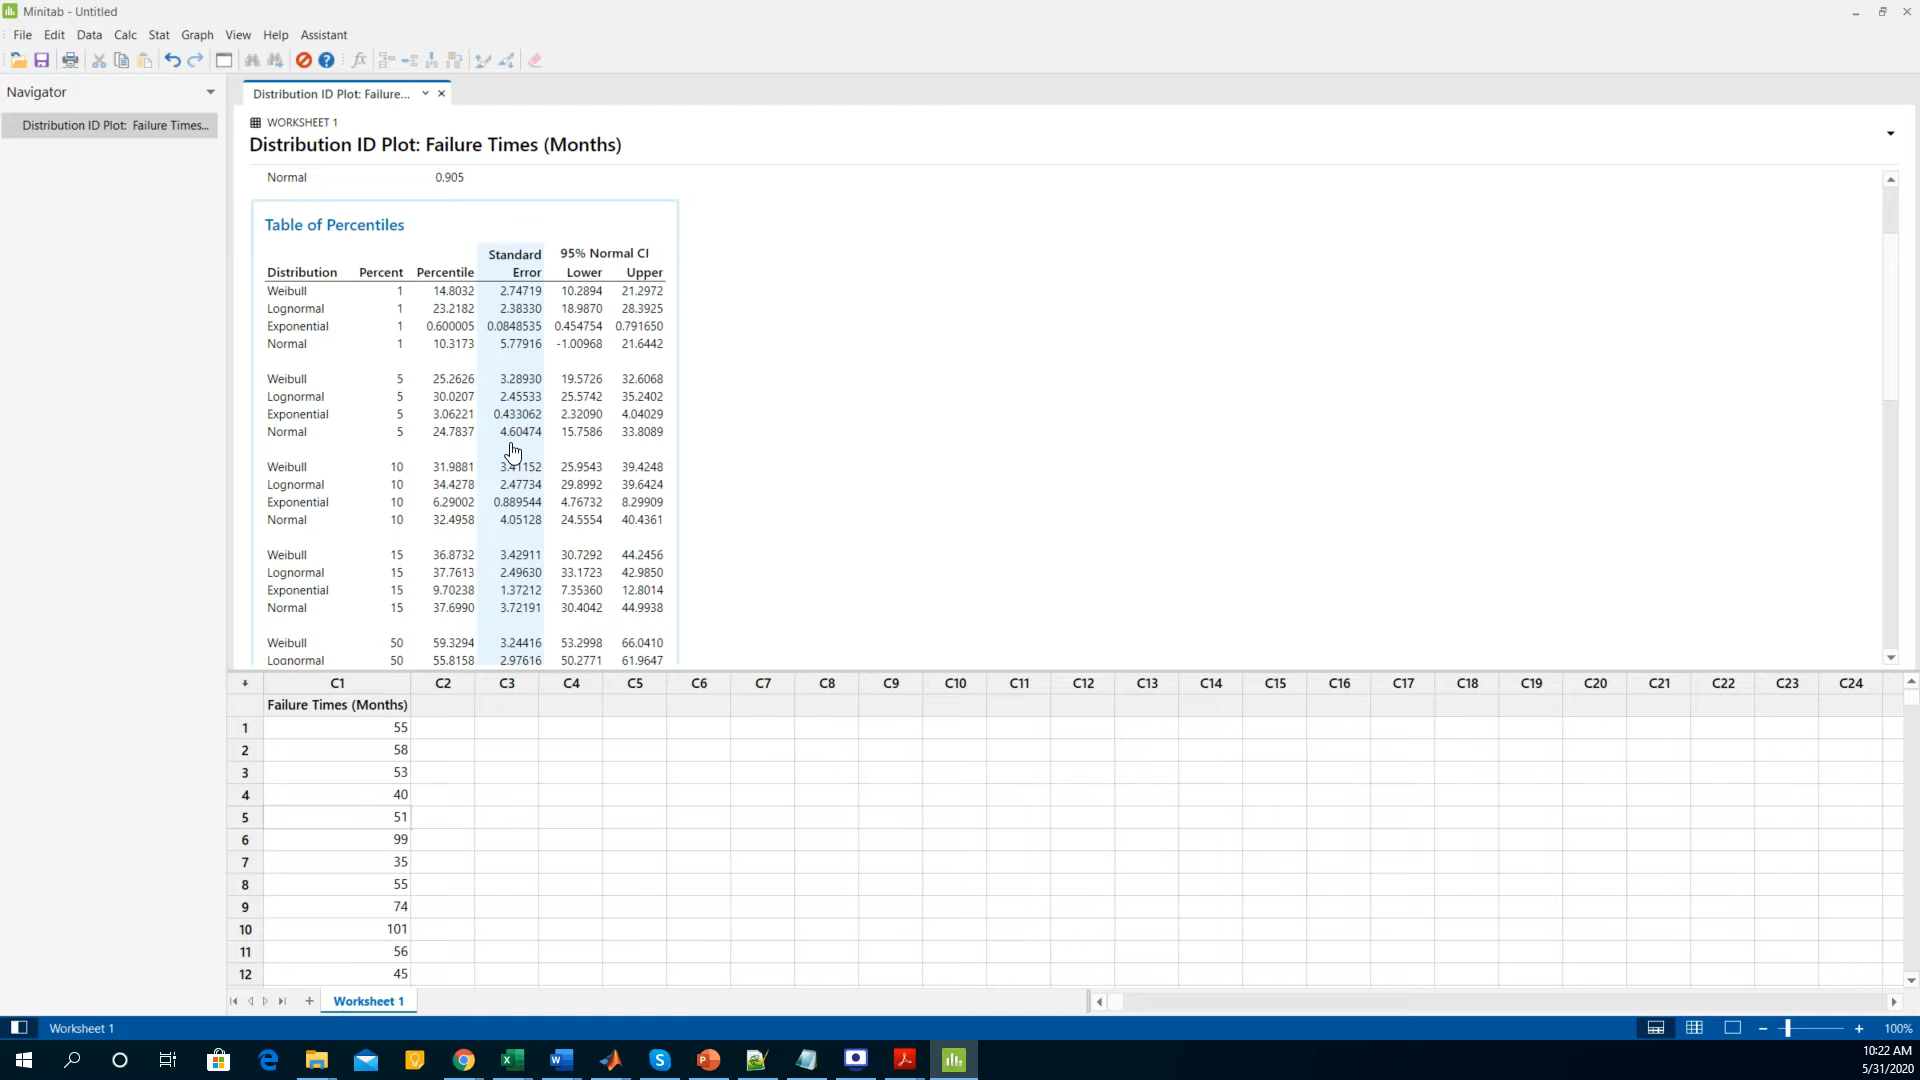 Minitab - Untitled
File Edit Data Calc Stat Graph View Help Assistant
Navigator
Distribution ID Plot: Failure...
Distribution ID Plot: Failure Times...
WORKSHEET 1
Distribution ID Plot: Failure Times (Months)
Normal 0.905
Table of Percentiles
Standard 95% Normal CI
Distribution Percent Percentile Error Lower Upper
Weibull 1 14.8032 2.74719 10.2894 21.2972
Lognormal 1 23.2182 2.38330 18.9870 28.3925
Exponential 1 0.600005 0.0848535 0.454754 0.791650
Normal 1 10.3173 5.77916 -1.00968 21.6442
Weibull 5 25.2626 3.28930 19.5726 32.6068
Lognormal 5 30.0207 2.45533 25.5742 35.2402
Exponential 5 3.06221 0.433062 2.32090 4.04029
Normal 5 24.7837 4.60474 15.7586 33.8089
Weibull 10 31.9881 3.41152 25.9543 39.4248
Lognormal 10 34.4278 2.47734 29.8992 39.6424
Exponential 10 6.29002 0.889544 4.76732 8.29909
Normal 10 32.4958 4.05128 24.5554 40.4361
Weibull 15 36.8732 3.42911 30.7292 44.2456
Lognormal 15 37.7613 2.49630 33.1723 42.9850
Exponential 15 9.70238 1.37212 7.35360 12.8014
Normal 15 37.6990 3.72191 30.4042 44.9938
Weibull 50 59.3294 3.24416 53.2998 66.0410
Lognormal 50 55.8158 2.97616 50.2771 61.9647
C1 C2 C3 C4 C5 C6 C7 C8 C9 C10 C11 C12 C13 C14 C15 C16 C17 C18 C19 C20 C21 C22 C23 C24
Failure Times (Months)
1 55
2 58
3 53
4 40
5 51
6 99
7 35
8 55
9 74
10 101
11 56
12 45
Worksheet 1
Worksheet 1 100%
10:22 AM
5/31/2020